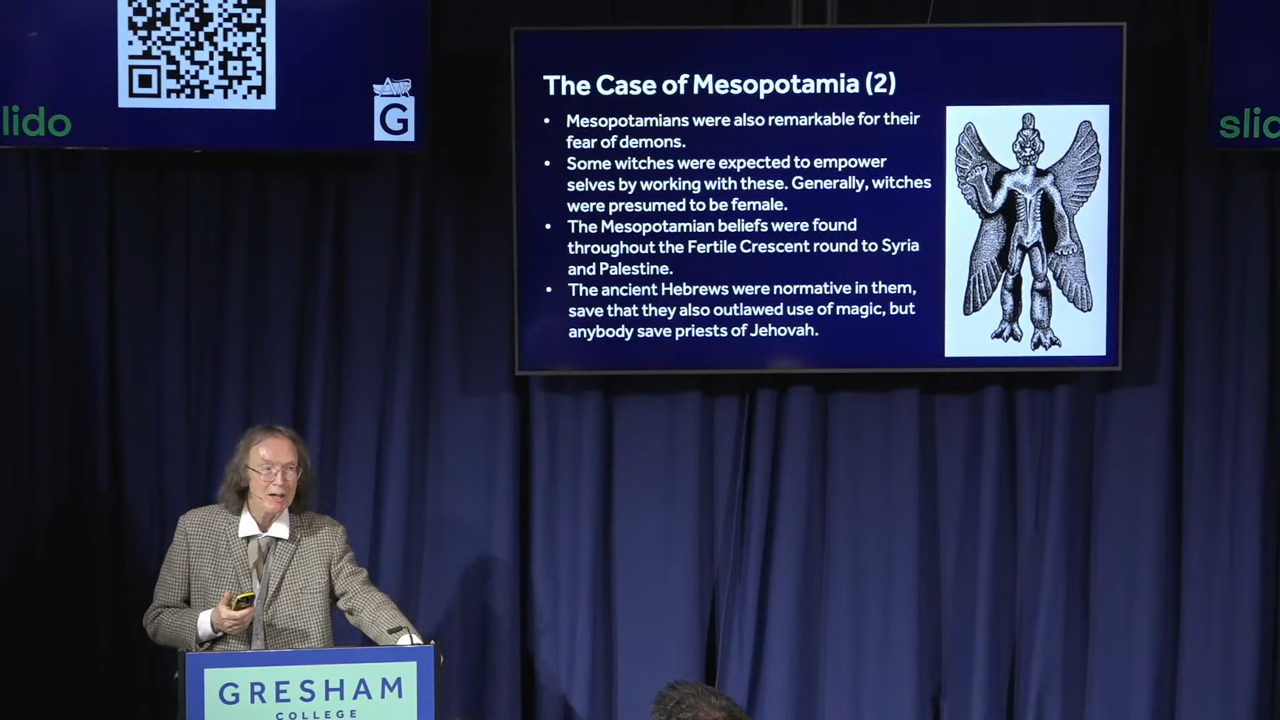 lido
G
The Case of Mesopotamia (2)
• Mesopotamians were also remarkable for their
fear of demons.
• Some witches were expected to empower
selves by working with these. Generally, witches
were presumed to be female.
• The Mesopotamian beliefs were found
throughout the Fertile Crescent round to Syria
and Palestine.
• The ancient Hebrews were normative in them,
save that they also outlawed use of magic, but
anybody save priests of Jehovah.
slic
GRESHAM
COLLEGE